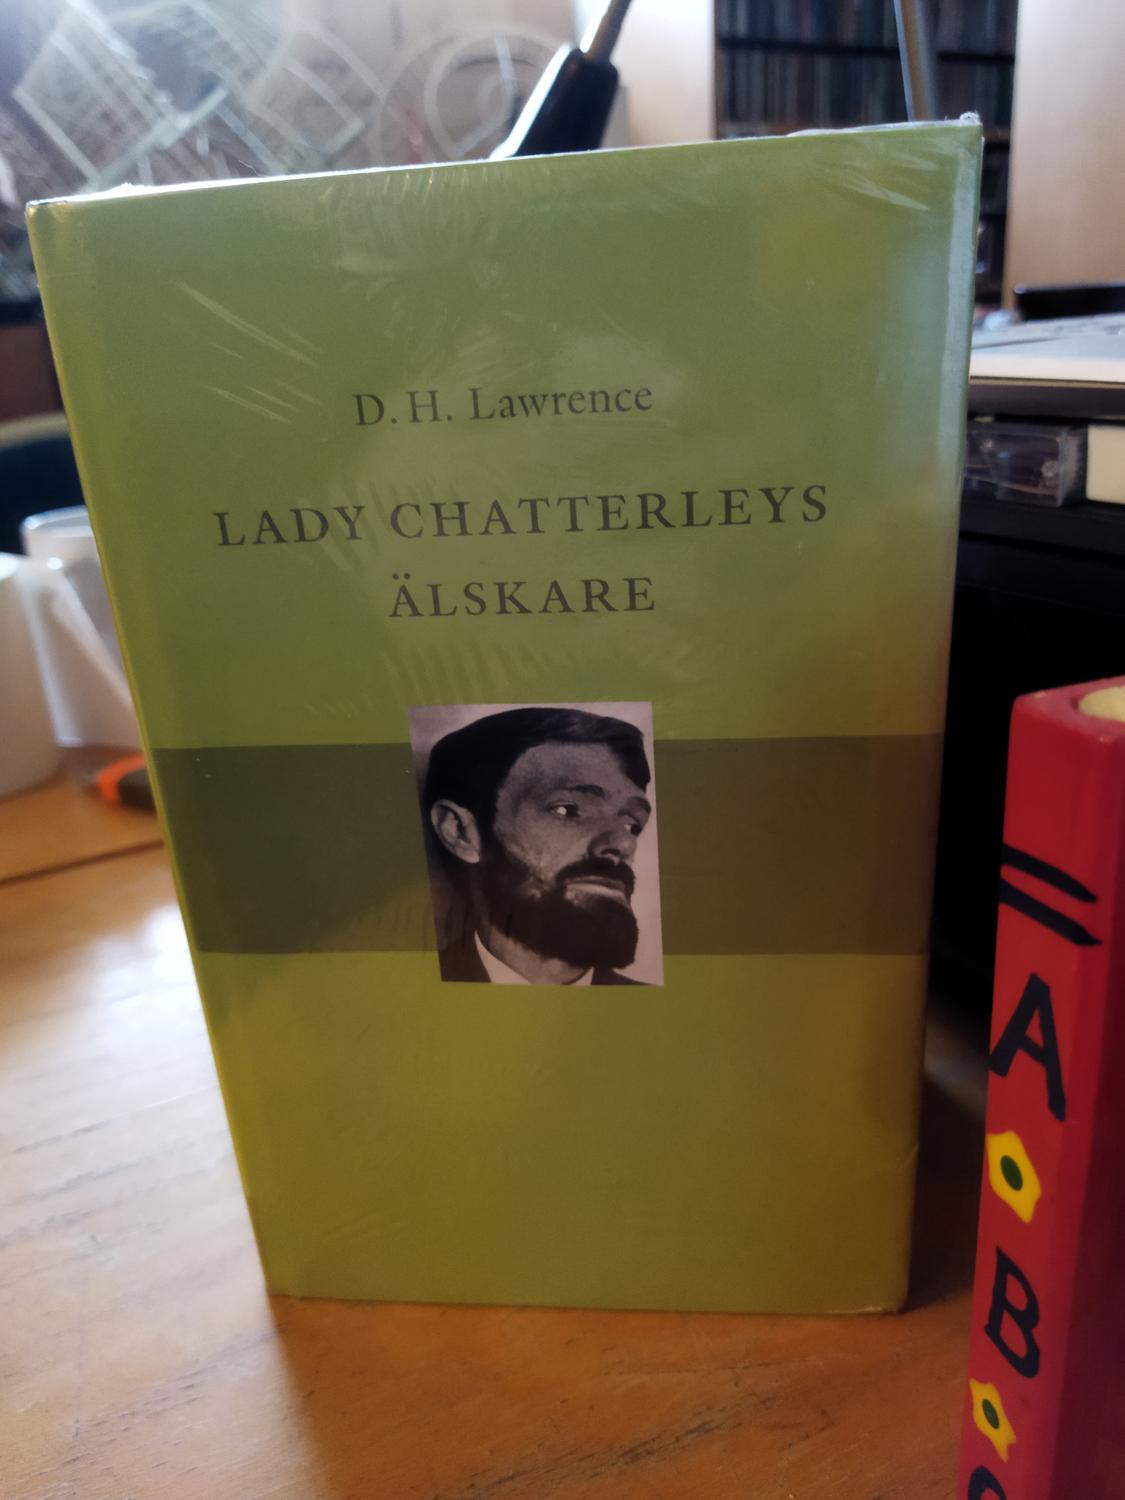 D. H. Lawrence
LADY CHATTERLEYS
ÄLSKARE
A
B